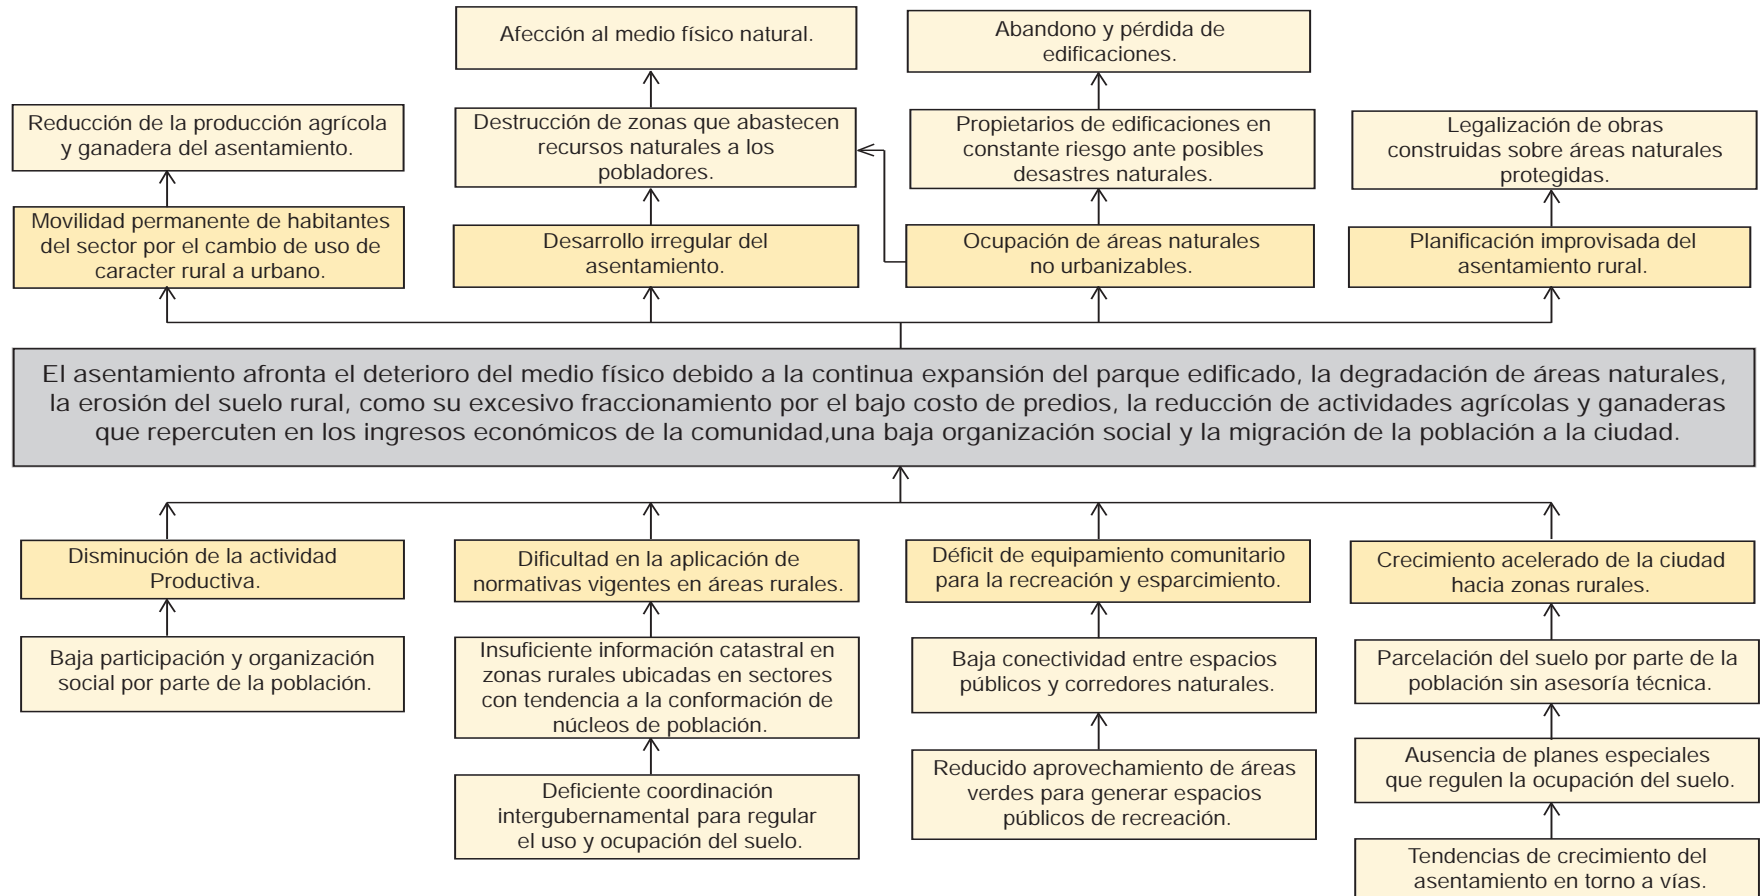 Afección al medio físico natural.
Abandono y pérdida de
edificaciones.
Reducción de la producción agrícola
y ganadera del asentamiento.
Destrucción de zonas que abastecen
recursos naturales a los
pobladores.
Propietarios de edificaciones en
constante riesgo ante posibles
desastres naturales.
Legalización de obras
construidas sobre áreas naturales
protegidas.
Movilidad permanente de habitantes
del sector por el cambio de uso de
caracter rural a urbano.
Desarrollo irregular del
asentamiento.
Ocupación de áreas naturales
no urbanizables.
Planificación improvisada del
asentamiento rural.
El asentamiento afronta el deterioro del medio físico debido a la continua expansión del parque edificado, la degradación de áreas naturales,
la erosión del suelo rural, como su excesivo fraccionamiento por el bajo costo de predios, la reducción de actividades agrícolas y ganaderas
que repercuten en los ingresos económicos de la comunidad,una baja organización social y la migración de la población a la ciudad.
Disminución de la actividad
Productiva.
Dificultad en la aplicación de
normativas vigentes en áreas rurales.
Déficit de equipamiento comunitario
para la recreación y esparcimiento.
Crecimiento acelerado de la ciudad
hacia zonas rurales.
Baja participación y organización
social por parte de la población.
Insuficiente información catastral en
zonas rurales ubicadas en sectores
con tendencia a la conformación de
núcleos de población.
Baja conectividad entre espacios
públicos y corredores naturales.
Parcelación del suelo por parte de la
población sin asesoría técnica.
Deficiente coordinación
intergubernamental para regular
el uso y ocupación del suelo.
Reducido aprovechamiento de áreas
verdes para generar espacios
públicos de recreación.
Ausencia de planes especiales
que regulen la ocupación del suelo.
Tendencias de crecimiento del
asentamiento en torno a vías.